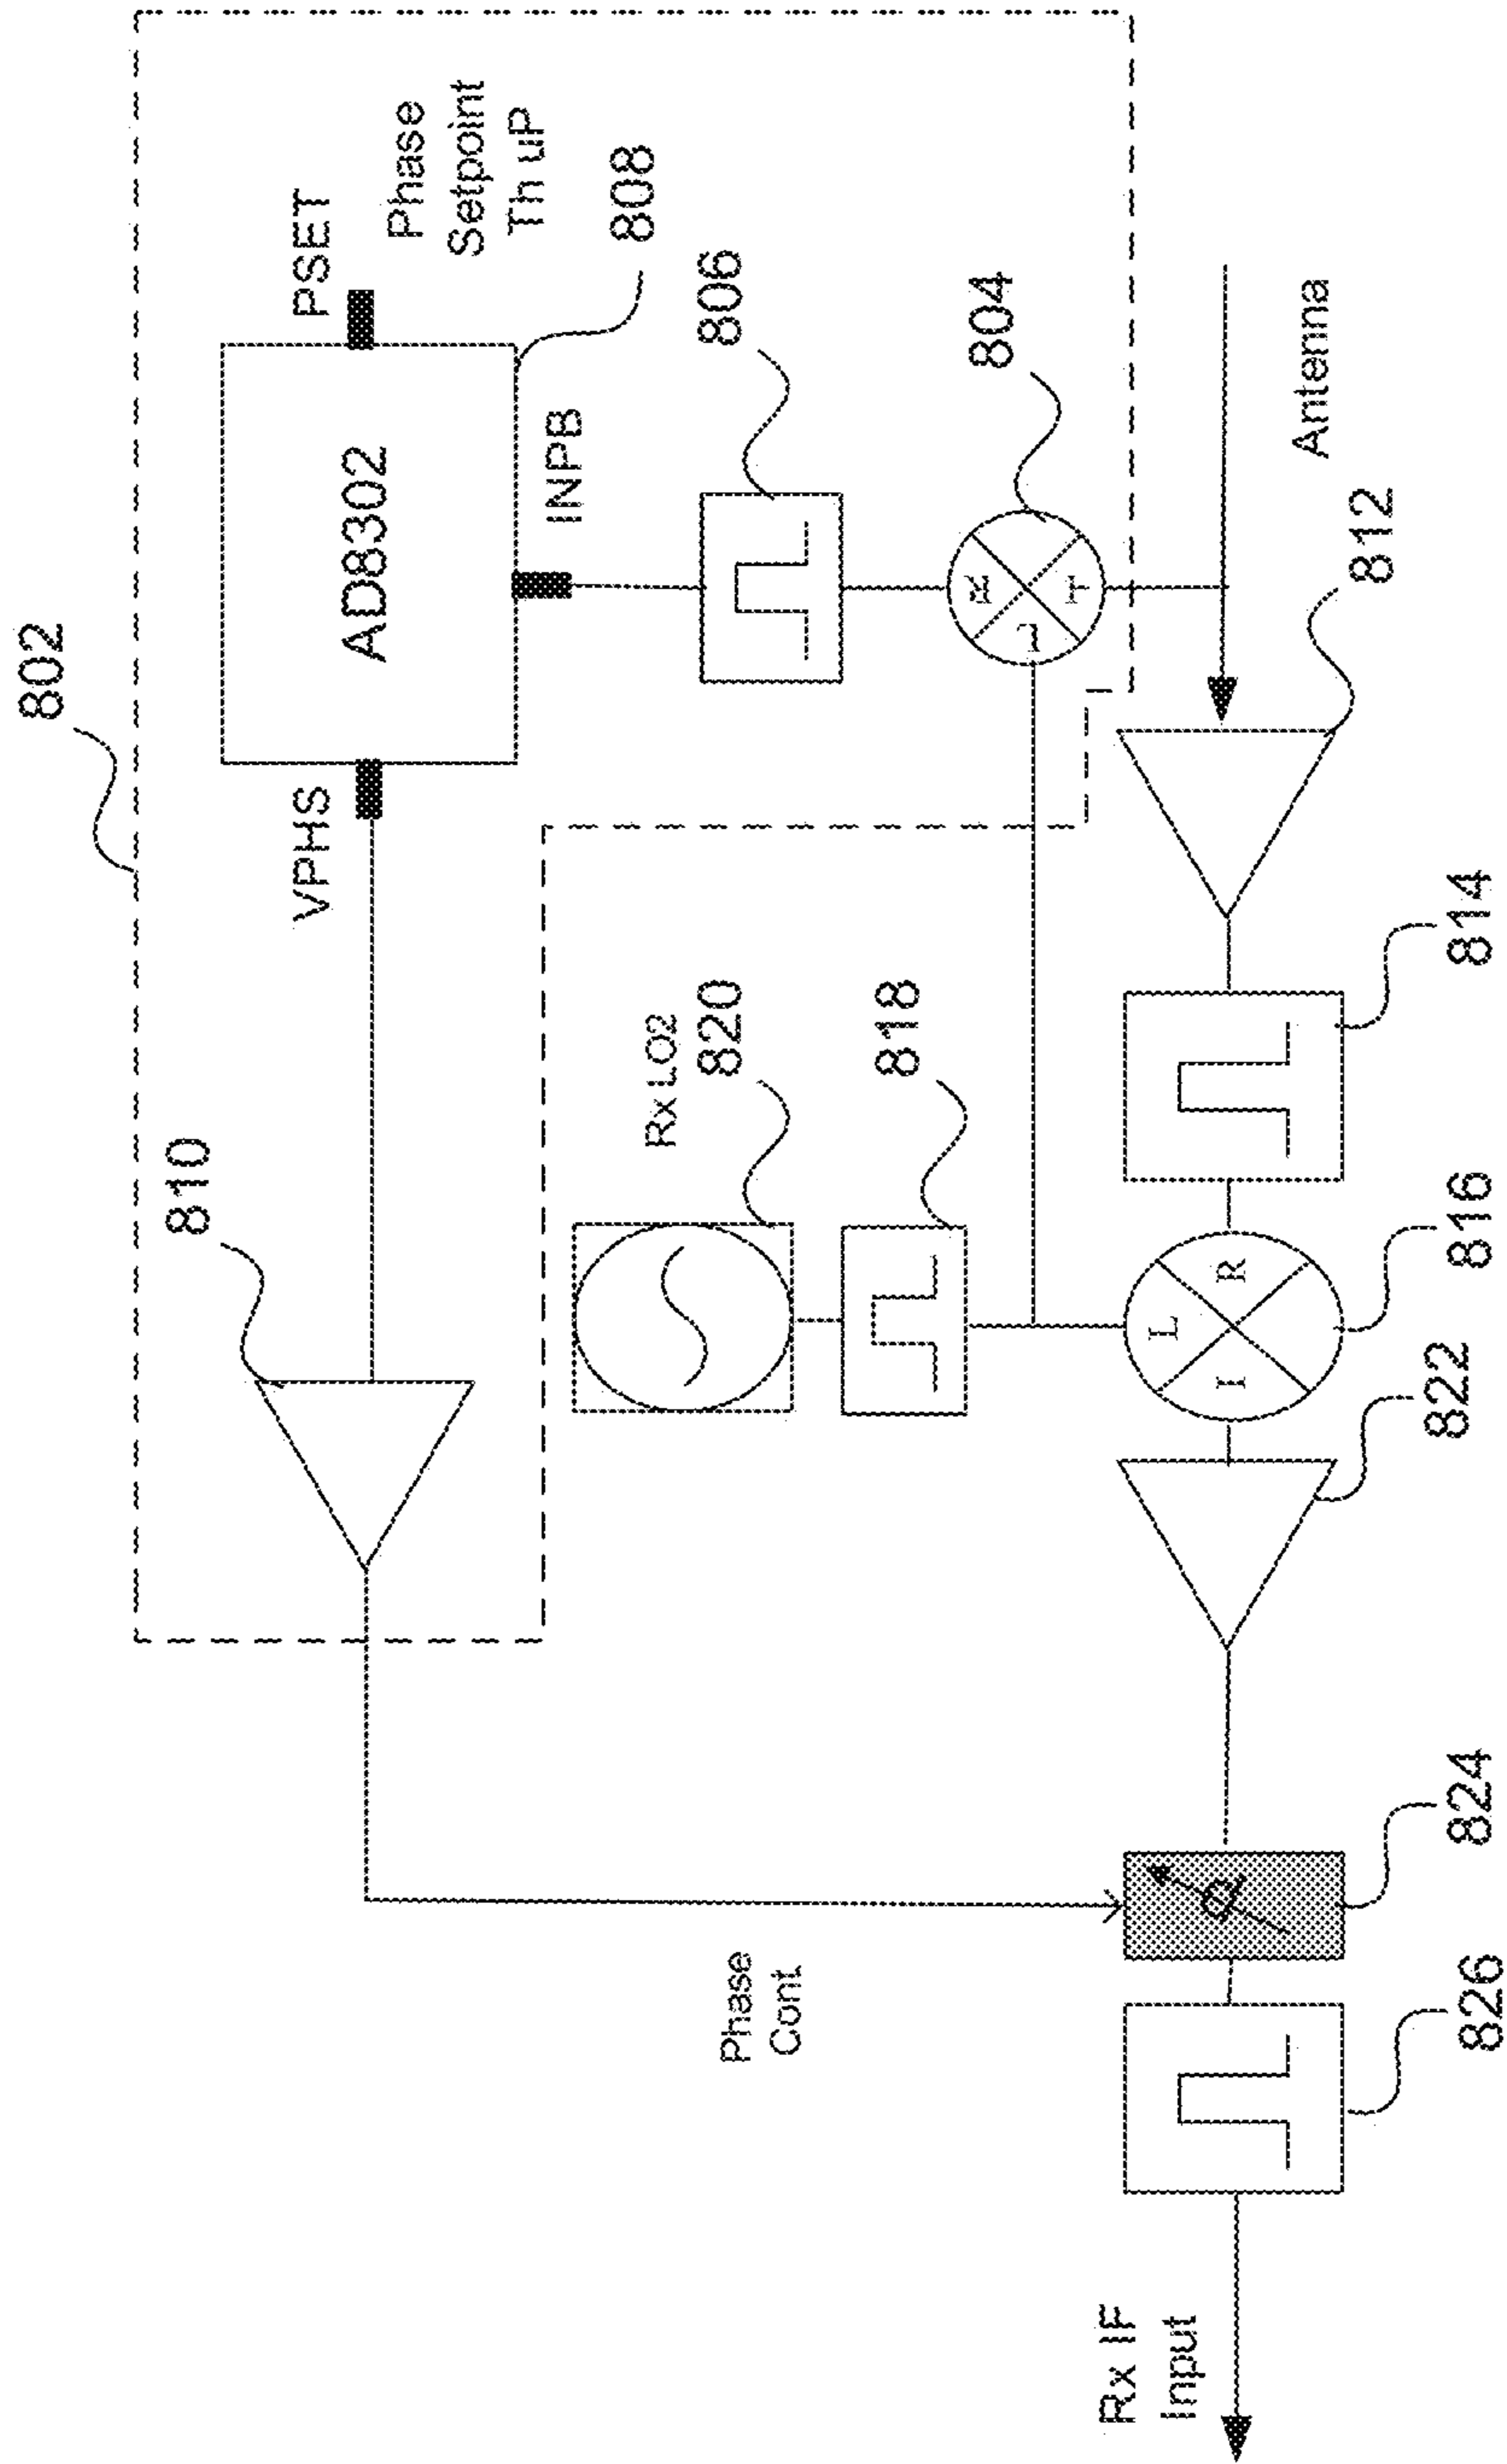 802
810
VPHS
PSET
AD8302
Phase
Setpoint
Th uP
INPB
808
Rx LO2
820
806
Phase
Cont
818
R
L
I
804
Rx IF
Input
L
I
R
Φ
Antenna
812
826
824
822
816
814